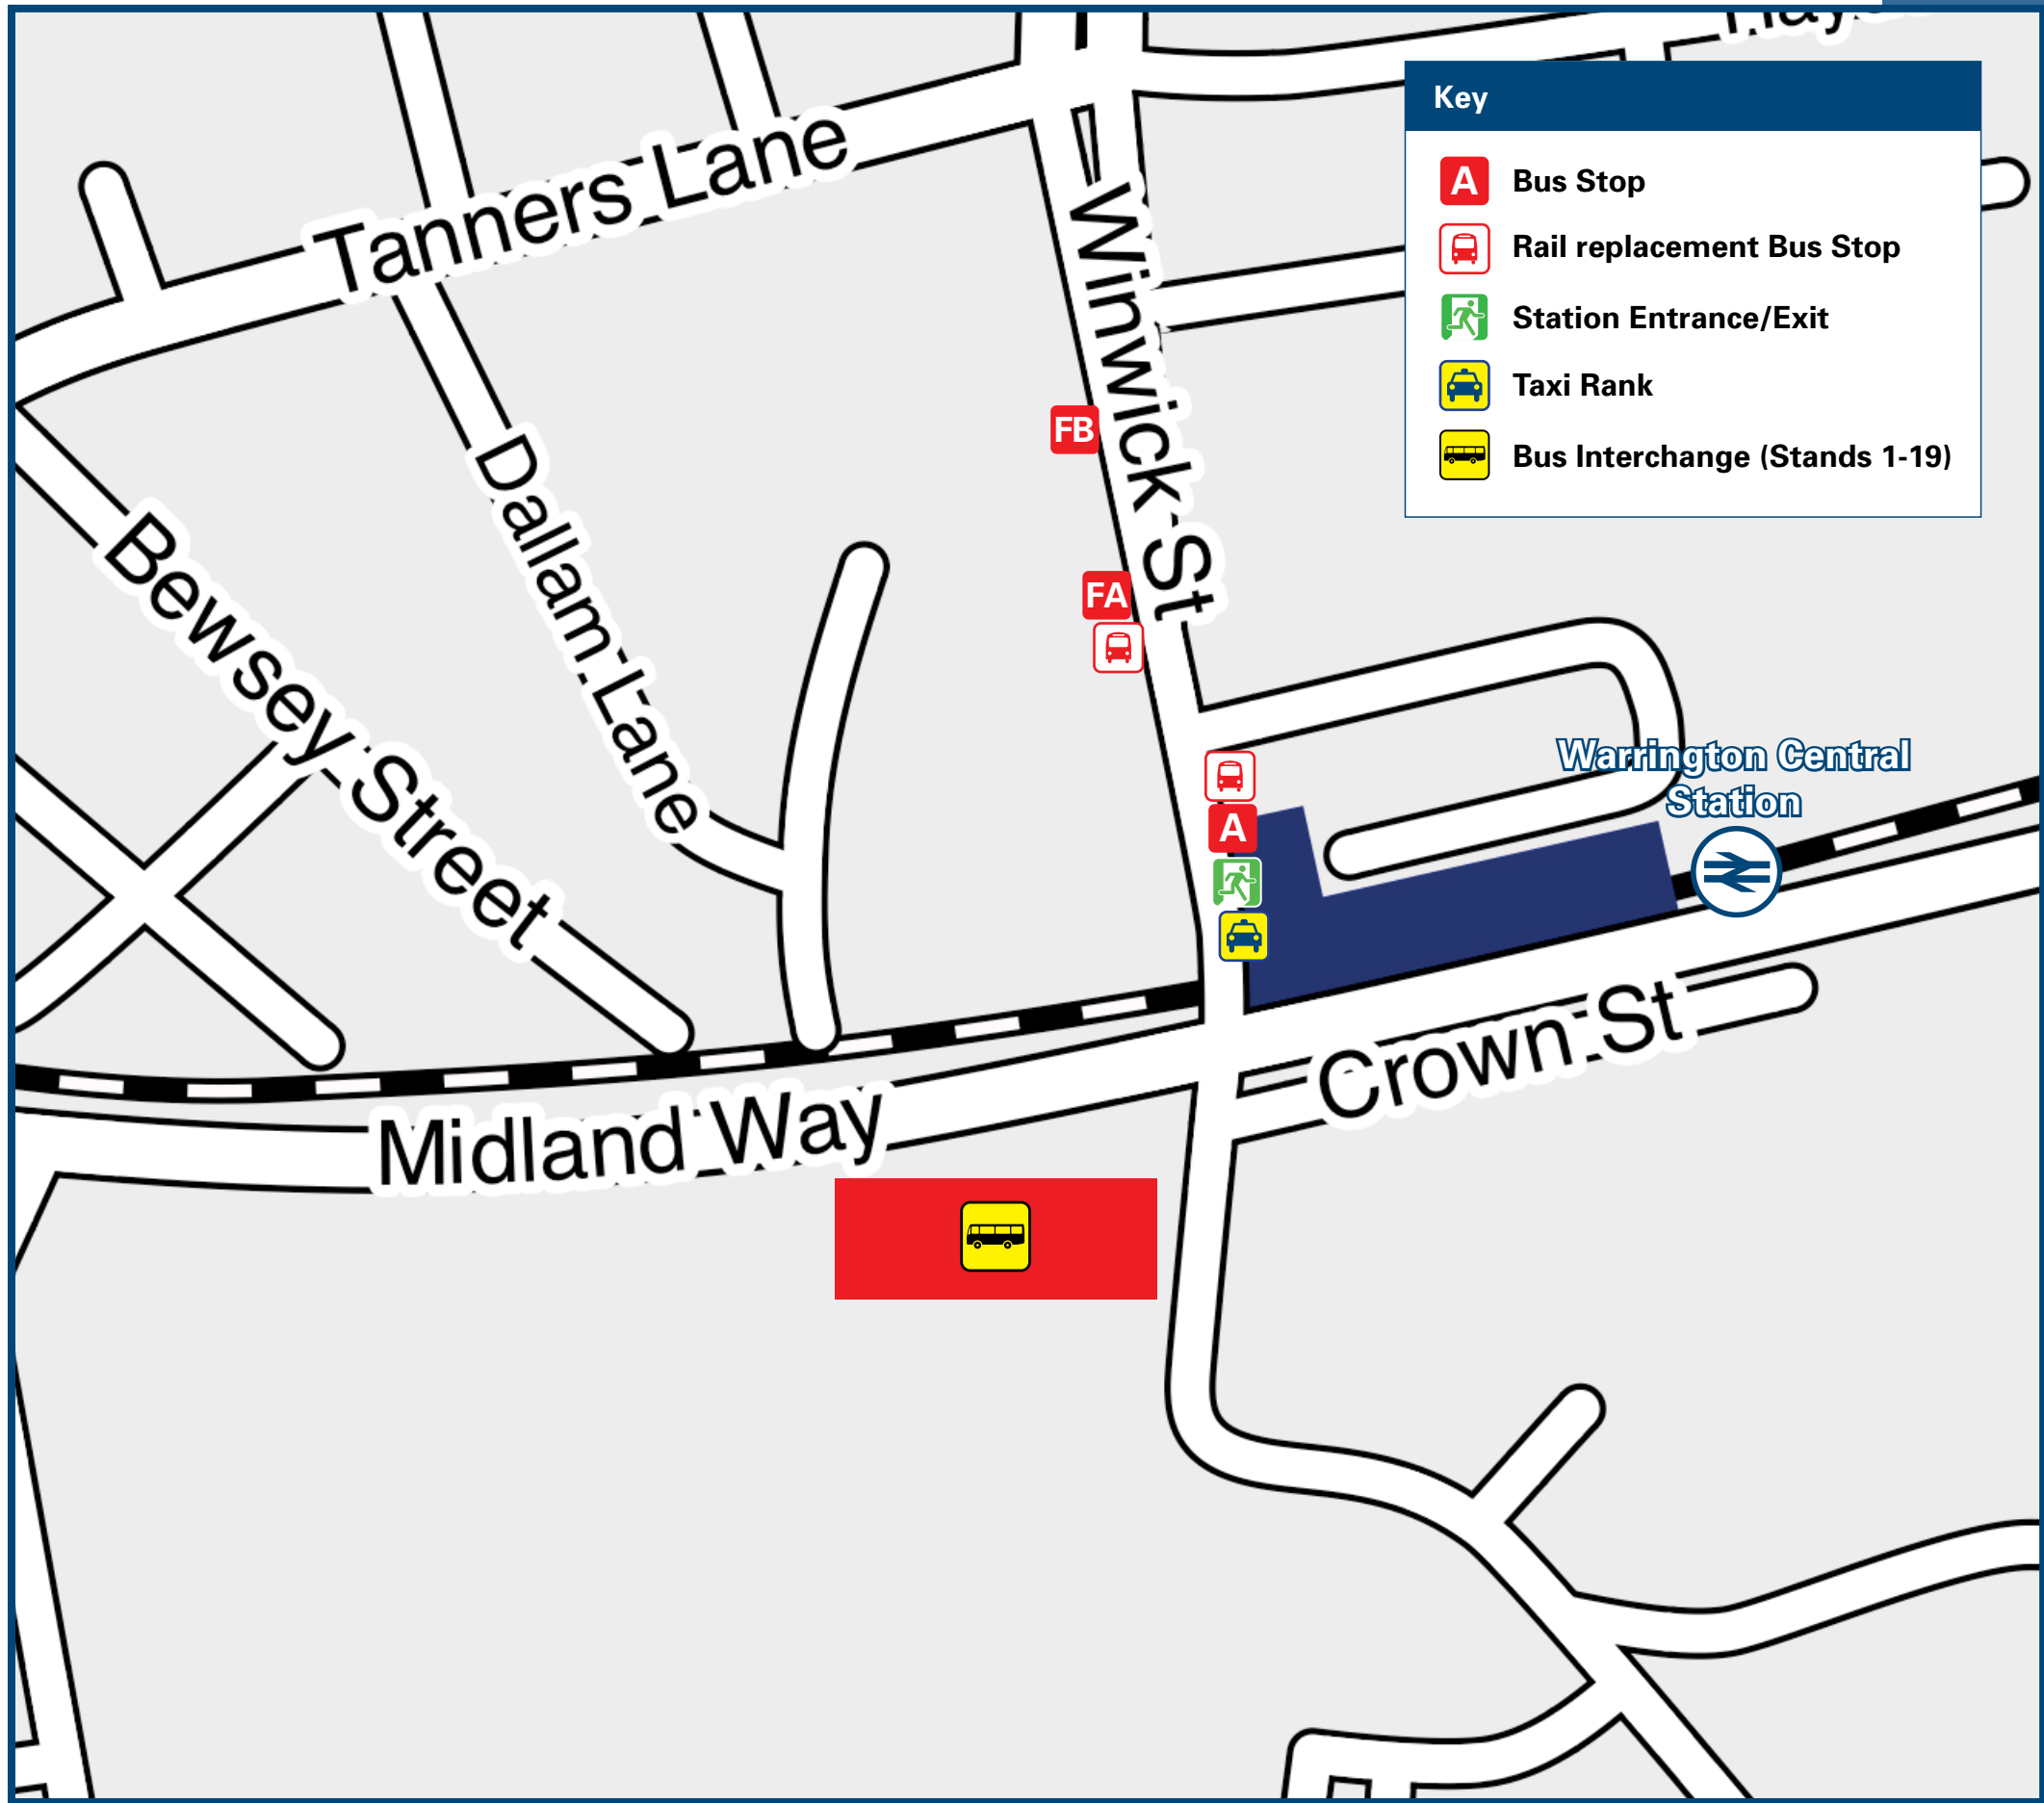 Key
A Bus Stop
Rail replacement Bus Stop
Station Entrance/Exit
Taxi Rank
Bus Interchange (Stands 1-19)
Tanners Lane
Winwick St
FB
Dallam Lane
Bewsey Street
FA
Warrington Central
Station
A
Crown St
Midland Way